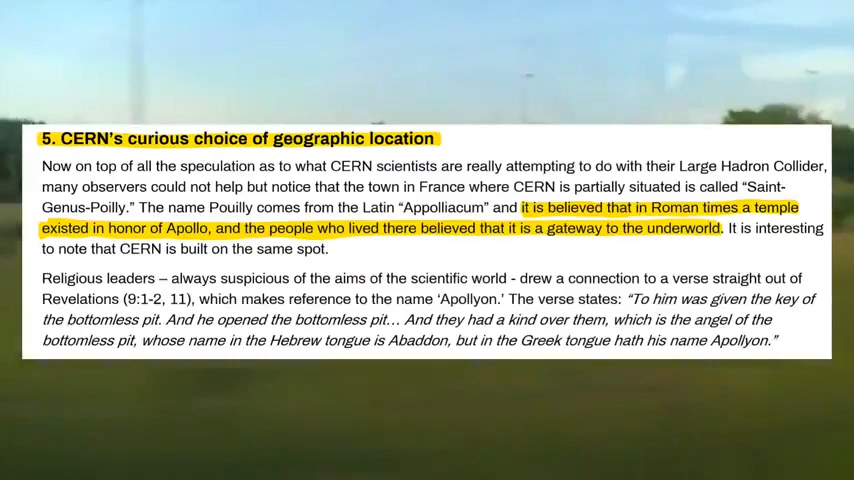 5. CERN's curious choice of geographic location
Now on top of all the speculation as to what CERN scientists are really attempting to do with their Large Hadron Collider,
many observers could not help but notice that the town in France where CERN is partially situated is called “Saint-
Genus-Poilly.” The name Pouilly comes from the Latin “Appolliacum” and it is believed that in Roman times a temple
existed in honor of Apollo, and the people who lived there believed that it is a gateway to the underworld. It is interesting
to note that CERN is built on the same spot.
Religious leaders – always suspicious of the aims of the scientific world - drew a connection to a verse straight out of
Revelations (9:1-2, 11), which makes reference to the name ‘Apollyon.’ The verse states: “To him was given the key of
the bottomless pit. And he opened the bottomless pit… And they had a kind over them, which is the angel of the
bottomless pit, whose name in the Hebrew tongue is Abaddon, but in the Greek tongue hath his name Apollyon.”